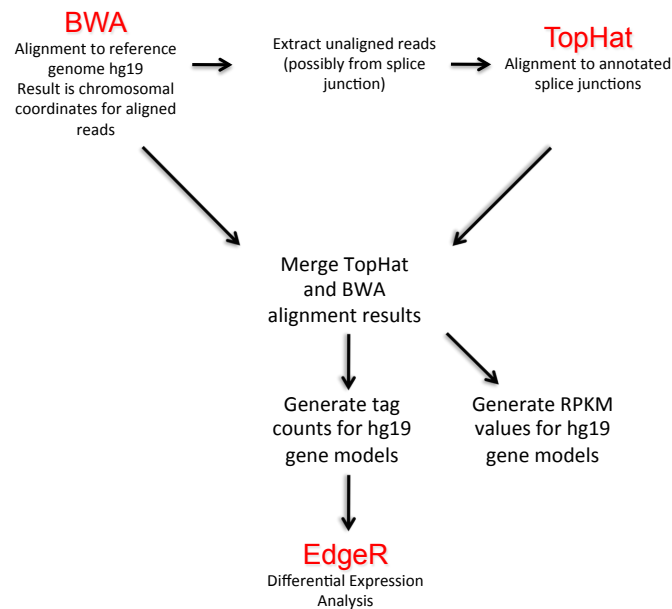 BWA
Alignment to reference
genome hg19
Result is chromosomal
coordinates for aligned
reads
Extract unaligned reads
(possibly from splice
junction)
TopHat
Alignment to annotated
splice junctions
Merge TopHat
and BWA
alignment results
Generate tag
counts for hg19
gene models
Generate RPKM
values for hg19
gene models
EdgeR
Differential Expression
Analysis